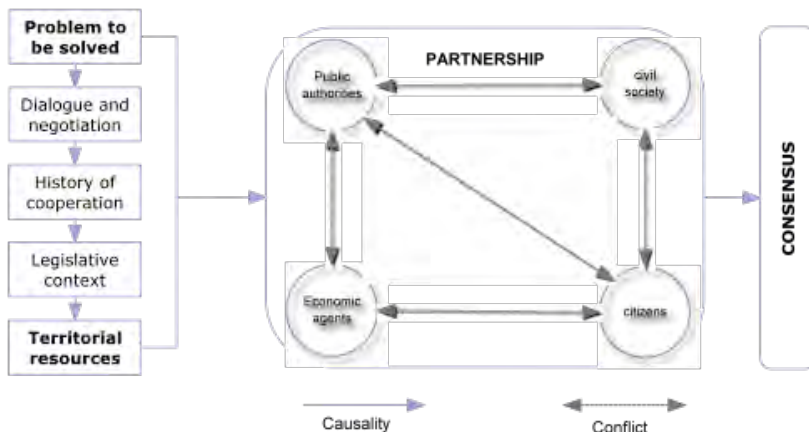 Problem to
be solved
Dialogue and
negotiation
History of
cooperation
Legislative
context
Territorial
resources
PARTNERSHIP
Public
authorities
civil
society
Economic
agents
citizens
CONSENSUS
Causality
Conflict